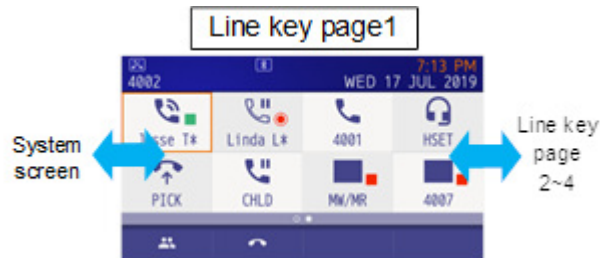 Line key page1
7:13 PM
4002 WED 17 JUL 2019
sse T* Linda L* 4001 HSET
System screen
Line key page 2~4
PICK CHLD MW/MR 4007